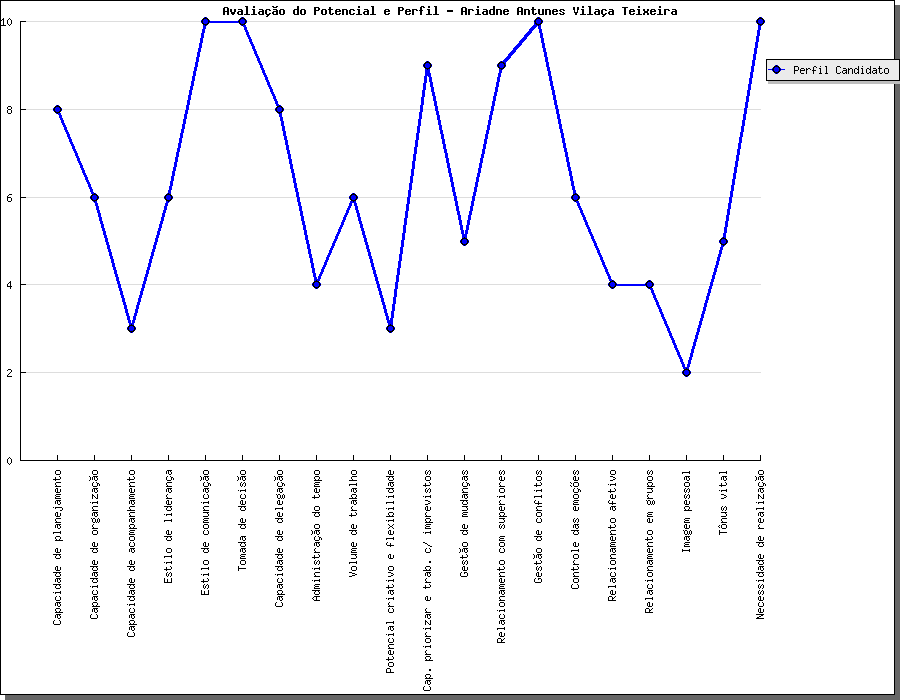 Avaliação do Potencial e Perfil - Ariadne Antunes Vilaça Teixeira
Perfil Candidato
10
8
6
4
2
0
Capacidade de planejamento
Capacidade de organização
Capacidade de acompanhamento
Estilo de liderança
Estilo de comunicação
Tomada de decisão
Capacidade de delegação
Administração do tempo
Volume de trabalho
Potencial criativo e flexibilidade
Cap. priorizar e trab. c/ imprevistos
Gestão de mudanças
Relacionamento com superiores
Gestão de conflitos
Controle das emoções
Relacionamento afetivo
Relacionamento em grupos
Imagem pessoal
Tônus vital
Necessidade de realização